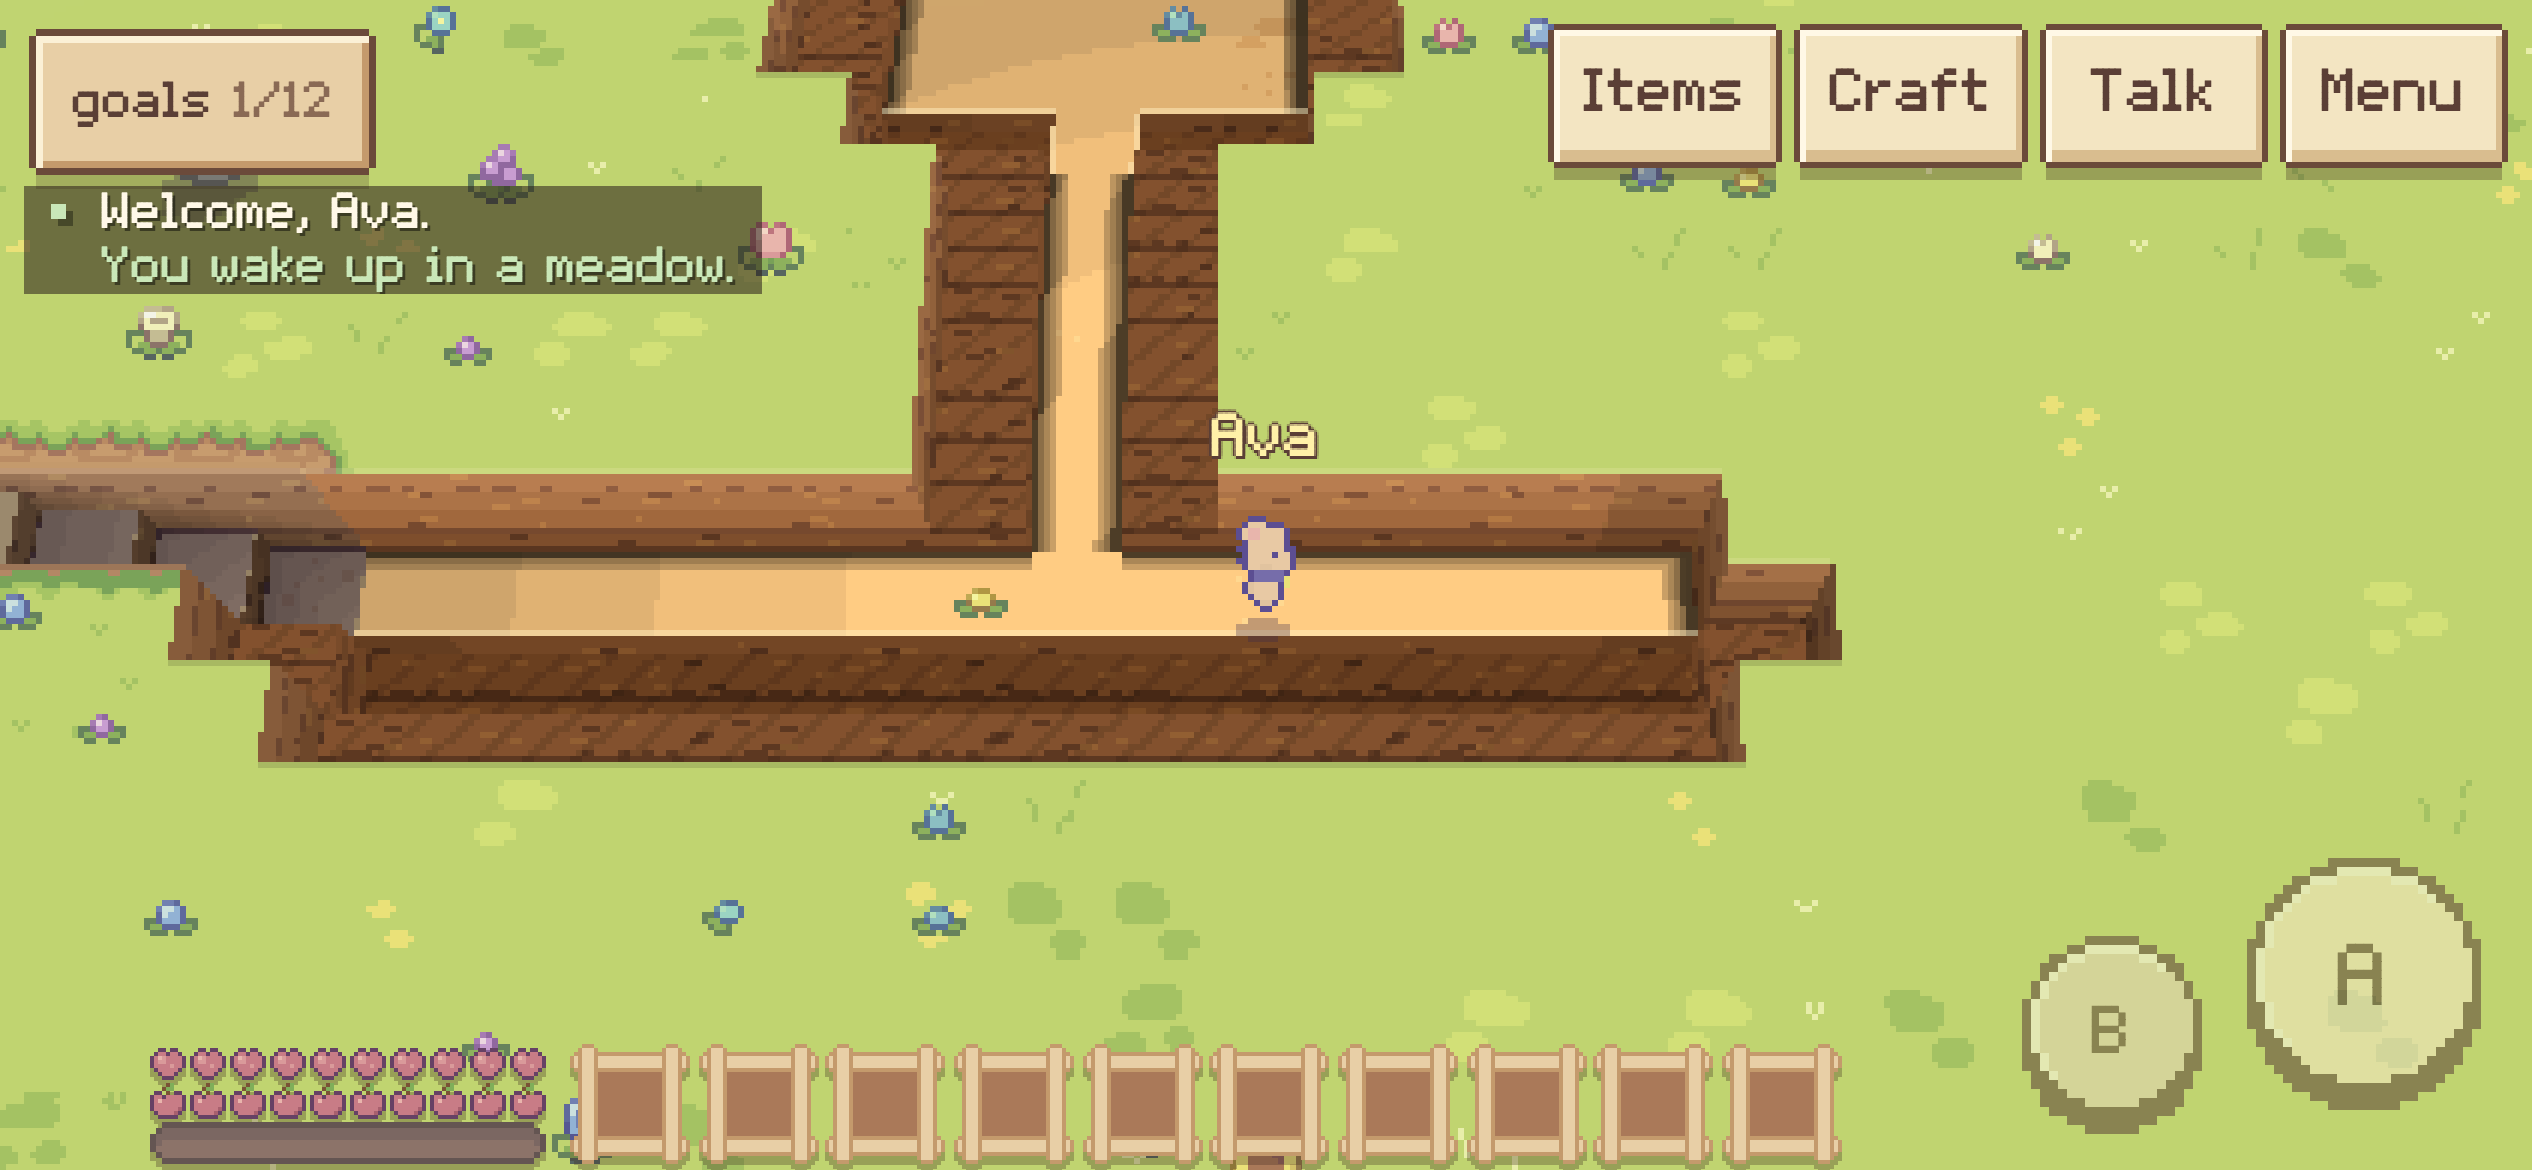 goals 1/12
Items
Craft
Talk
Menu
Welcome, Ava.
You wake up in a meadow.
Ava
A
B